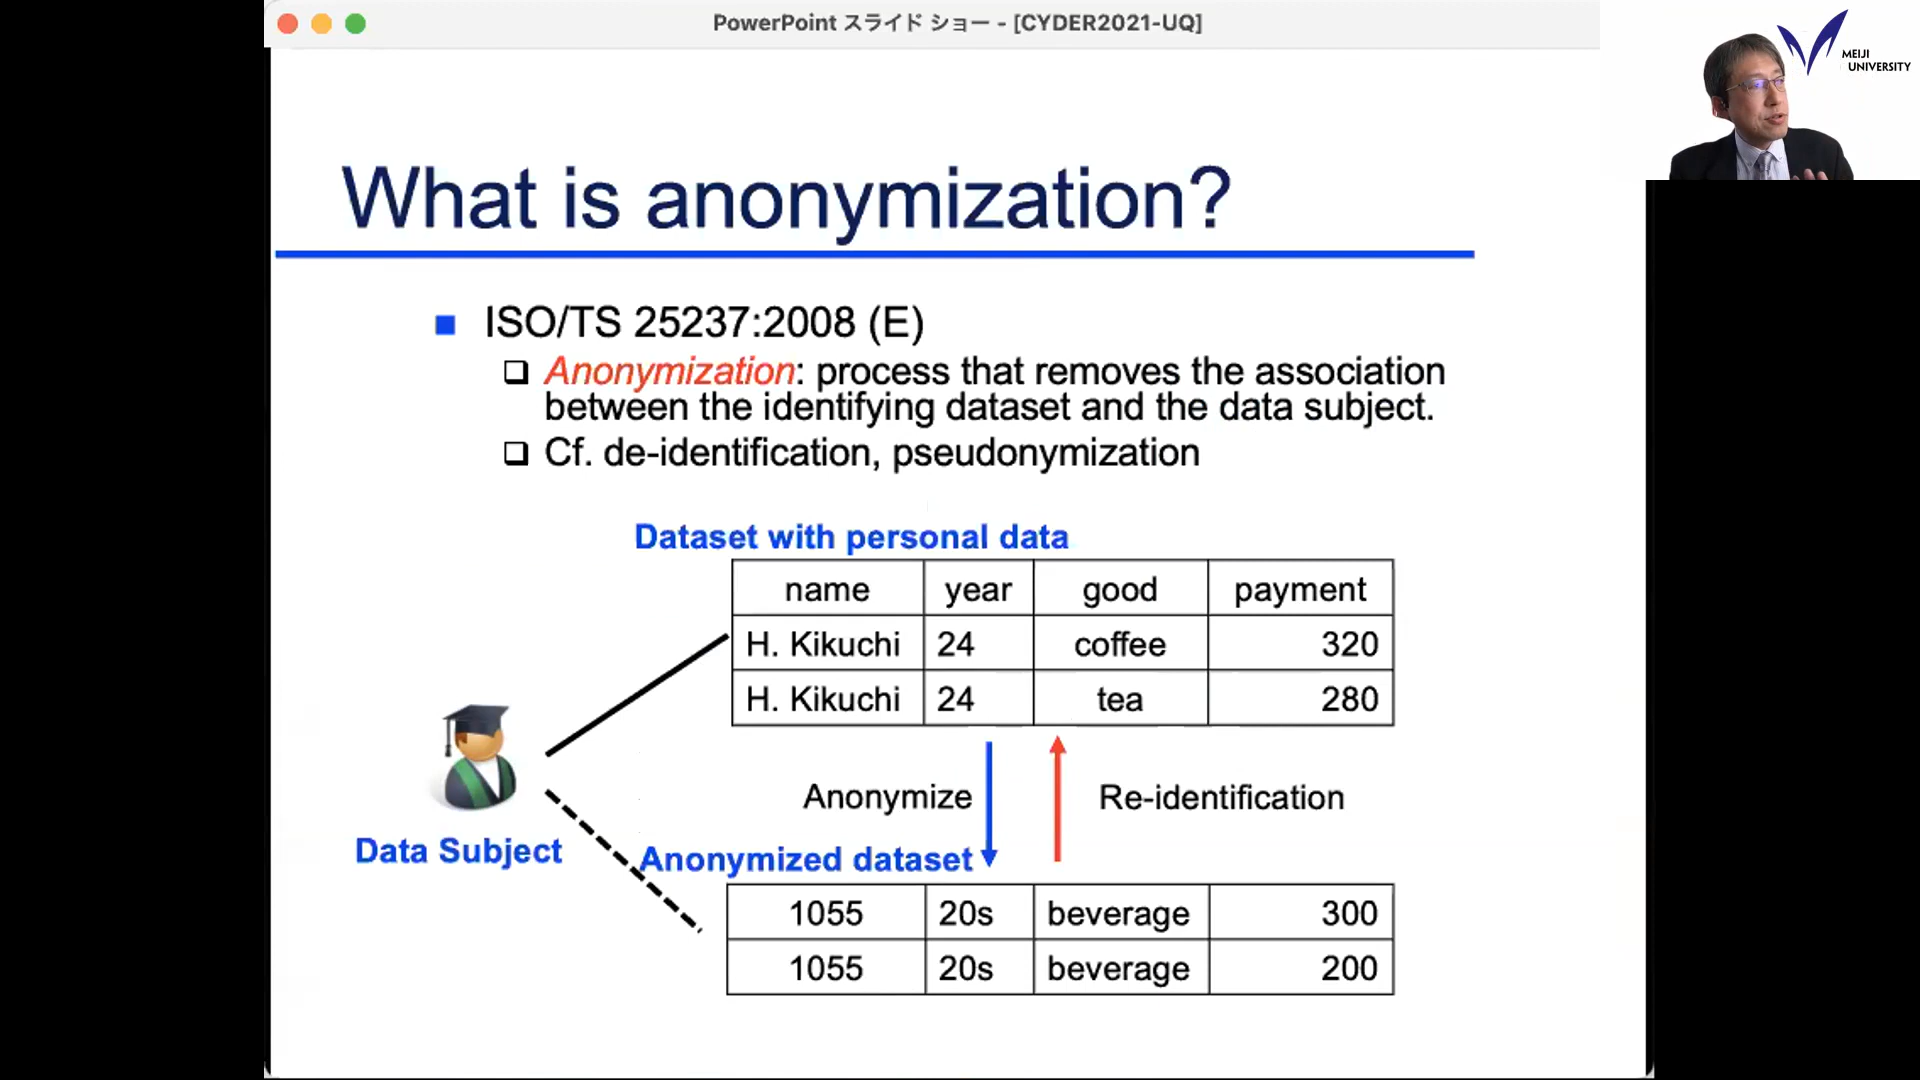 PowerPoint スライド ショー - [CYDER2021-UQ]
MEIJI
UNIVERSITY
What is anonymization?
ISO/TS 25237:2008 (E)
Anonymization: process that removes the association
between the identifying dataset and the data subject.
Cf. de-identification, pseudonymization
Dataset with personal data
name year good payment
H. Kikuchi 24 coffee 320
H. Kikuchi 24 tea 280
Anonymize Re-identification
Data Subject
Anonymized dataset
1055 20s beverage 300
1055 20s beverage 200